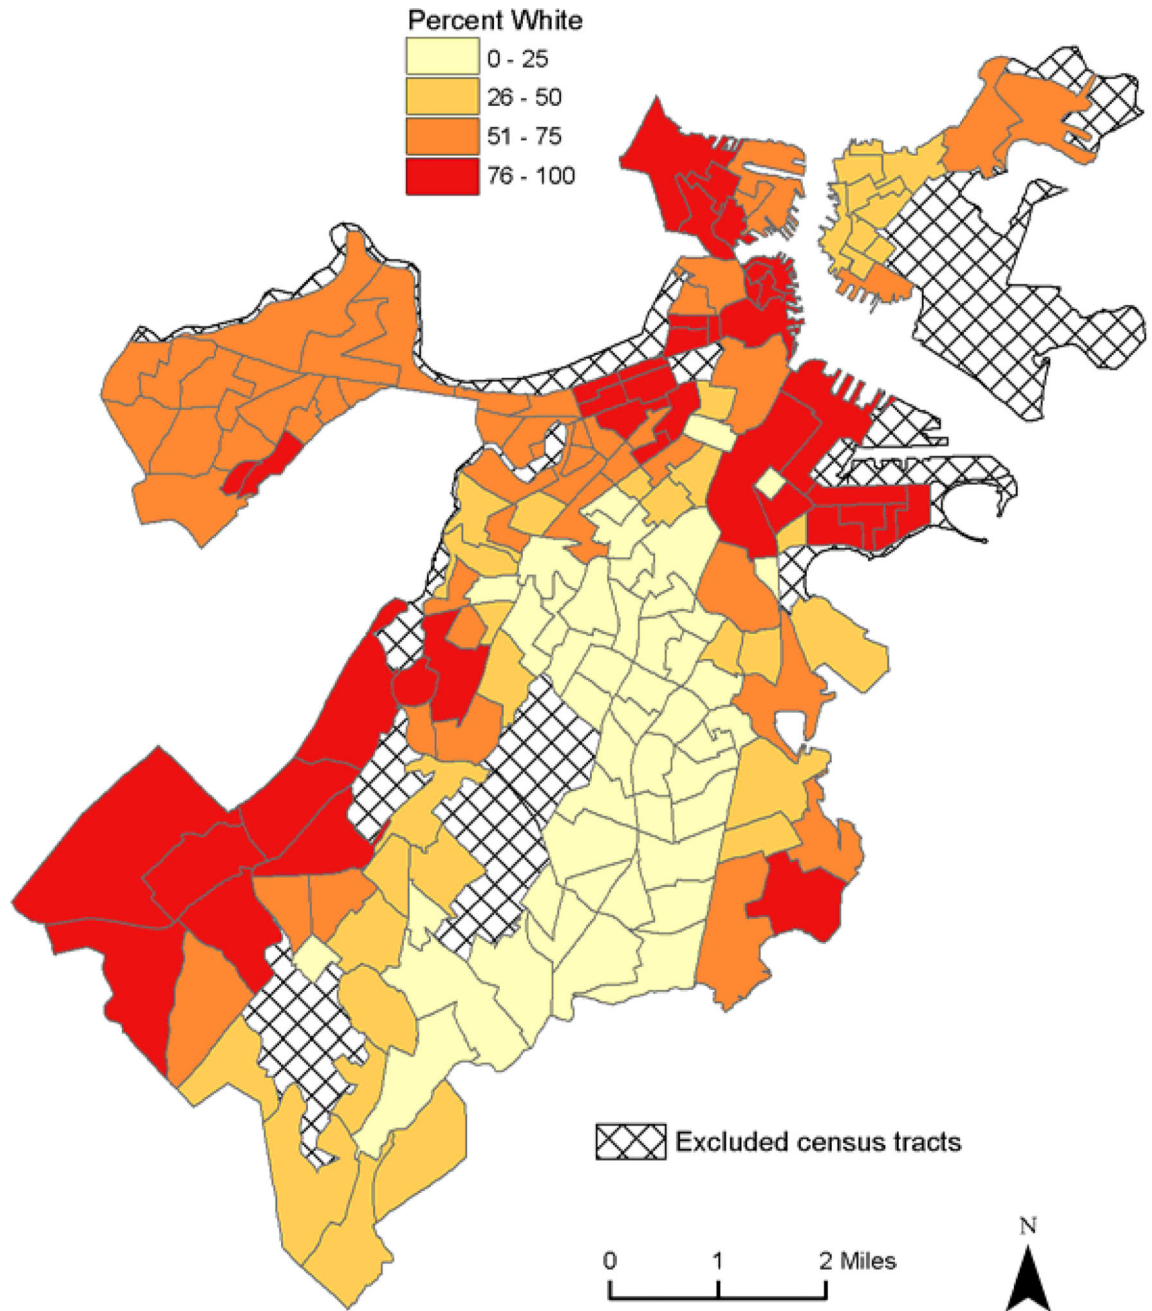 Percent White
0 - 25
26 - 50
51 - 75
76 - 100
Excluded census tracts
N
0 1 2 Miles